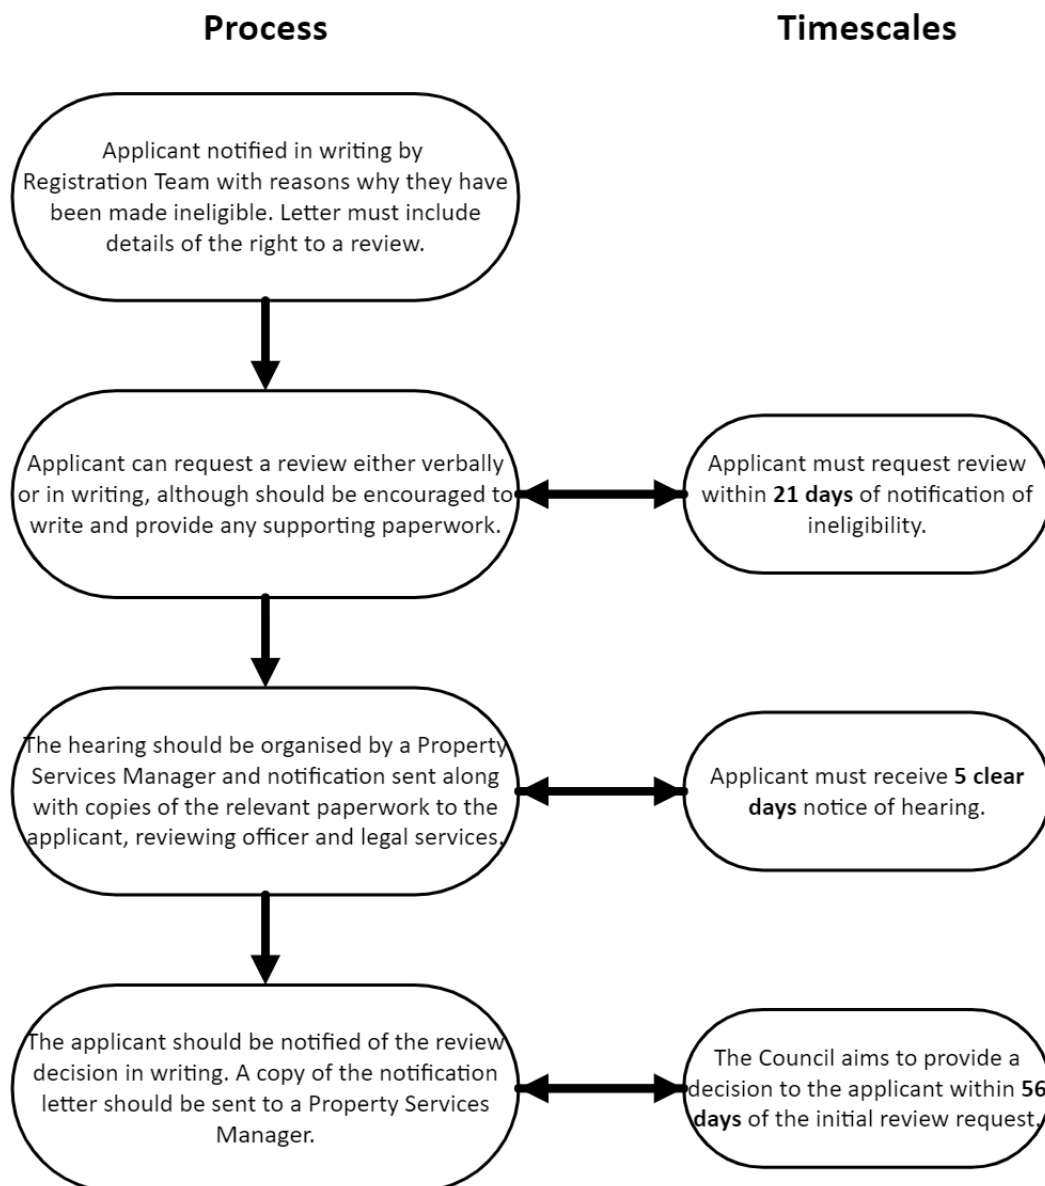 Process
Timescales
Applicant notified in writing by
Registration Team with reasons why they have
been made ineligible. Letter must include
details of the right to a review.
Applicant can request a review either verbally
or in writing, although should be encouraged to
write and provide any supporting paperwork.
Applicant must request review
within 21 days of notification of
ineligibility.
The hearing should be organised by a Property
Services Manager and notification sent along
with copies of the relevant paperwork to the
applicant, reviewing officer and legal services.
Applicant must receive 5 clear
days notice of hearing.
The applicant should be notified of the review
decision in writing. A copy of the notification
letter should be sent to a Property Services
Manager.
The Council aims to provide a
decision to the applicant within 56
days of the initial review request.